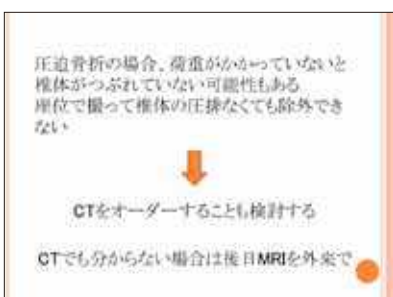 圧迫骨折の場合、荷重がかかっていないと
椎体がつぶれていない可能性もある
座位で撮って椎体の圧排なくても除外でき
ない
CTをオーダーすることも検討する
CTでも分からない場合は後日MRIを外来で